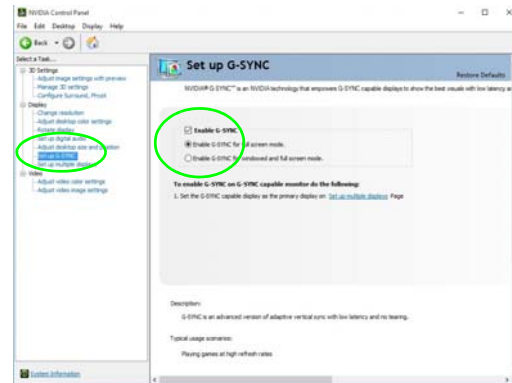 NVIDIA Control Panel
File Edit Desktop Display Help
Back
Select a Task...
3D Settings
Adjust image settings with preview
Manage 3D settings
Configure Surround, PhysX
Display
Change resolution
Adjust desktop color settings
Rotate display
Set up digital audio
Adjust desktop size and position
Set up G-SYNC
Set up multiple displays
Video
Adjust video color settings
Adjust video image settings
System Information
Set up G-SYNC
Restore Defaults
NVIDIA® G-SYNC™ is an NVIDIA technology that empowers G-SYNC capable displays to show the best visuals with low latency a
Enable G-SYNC
Enable G-SYNC for full screen mode.
Enable G-SYNC for windowed and full screen mode.
To enable G-SYNC on G-SYNC capable monitor do the following:
1. Set the G-SYNC capable display as the primary display on Set up multiple displays Page
Description:
G-SYNC is an advanced version of adaptive vertical sync with low latency and no tearing.
Typical usage scenarios:
Playing games at high refresh rates